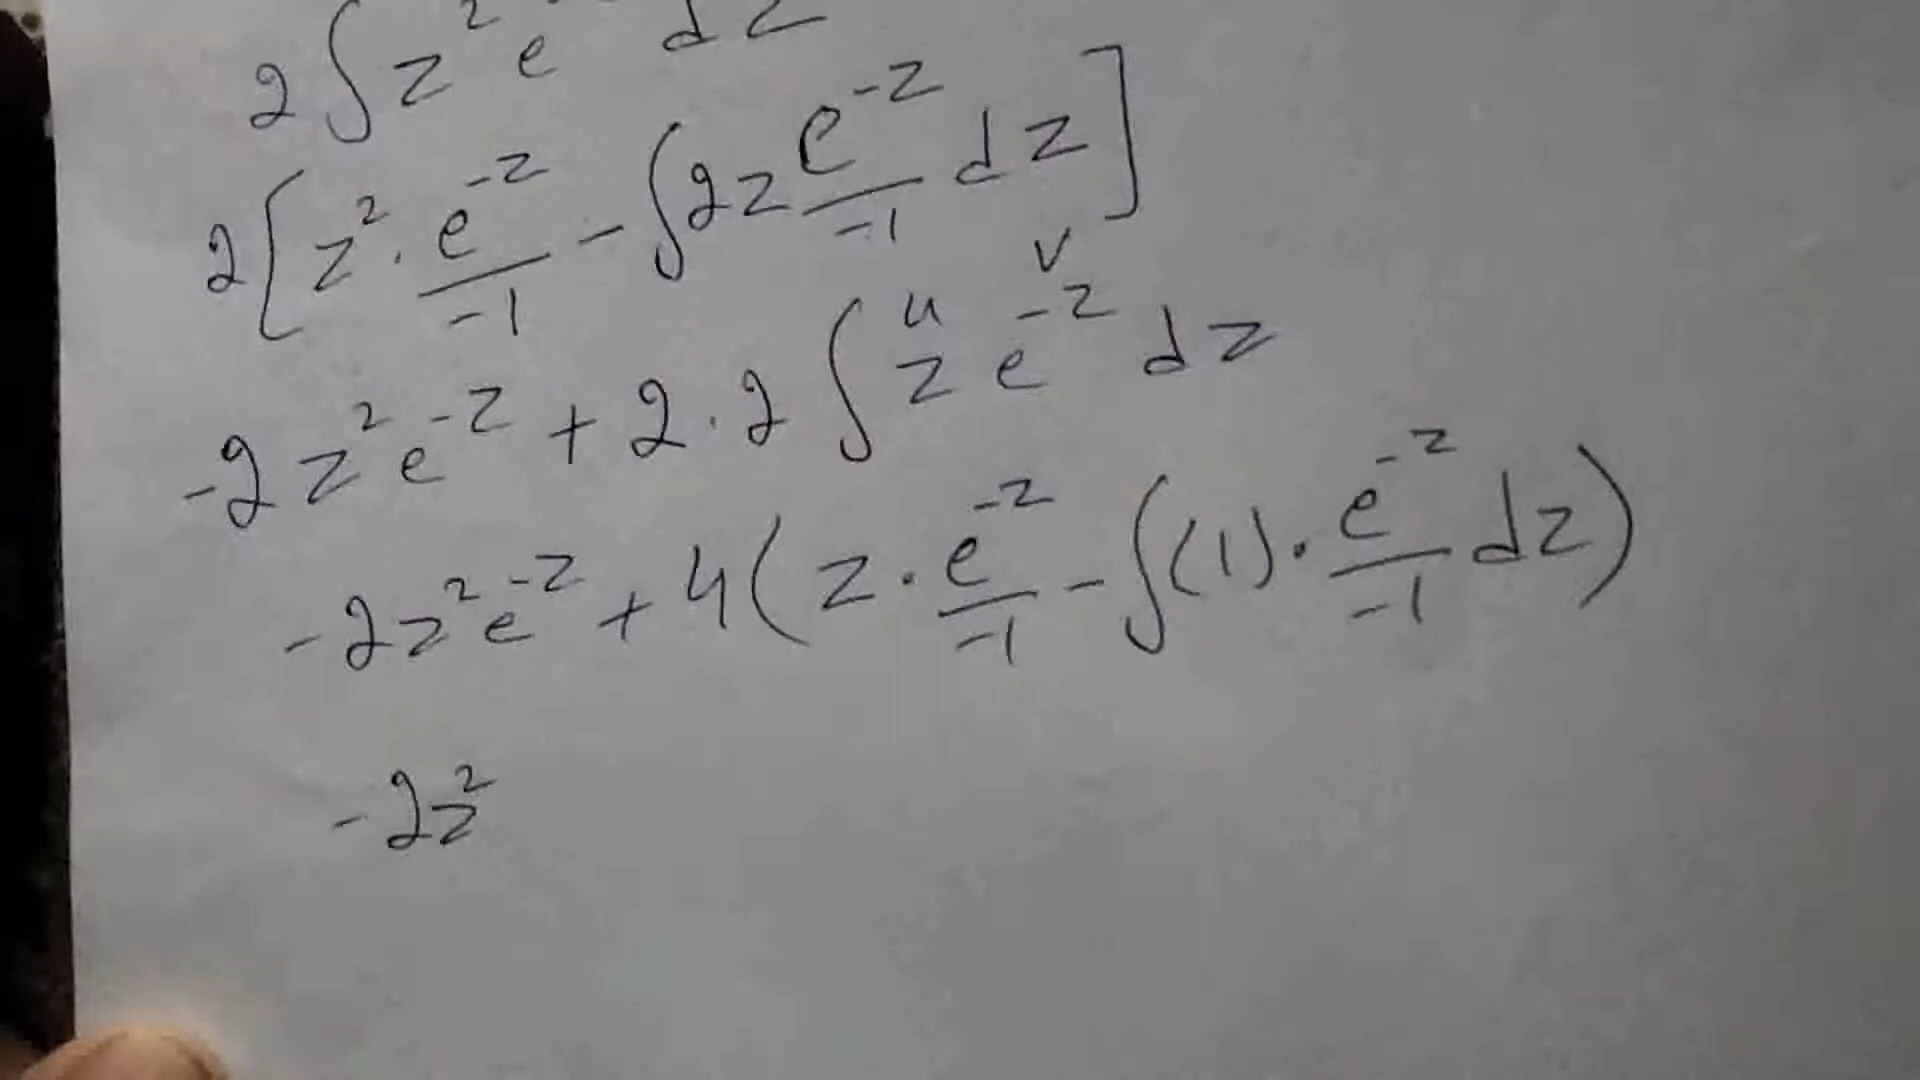 2∫z²e dz
2[z²·e^{-z}/-1 - ∫2z e^{-z}/-1 dz]
-2z²e^{-z} + 2·2∫z^{u} e^{-z}^{v} dz
-2z²e^{-z} + 4(z·e^{-z}/-1 - ∫(1)·e^{-z}/-1 dz)
-2z²